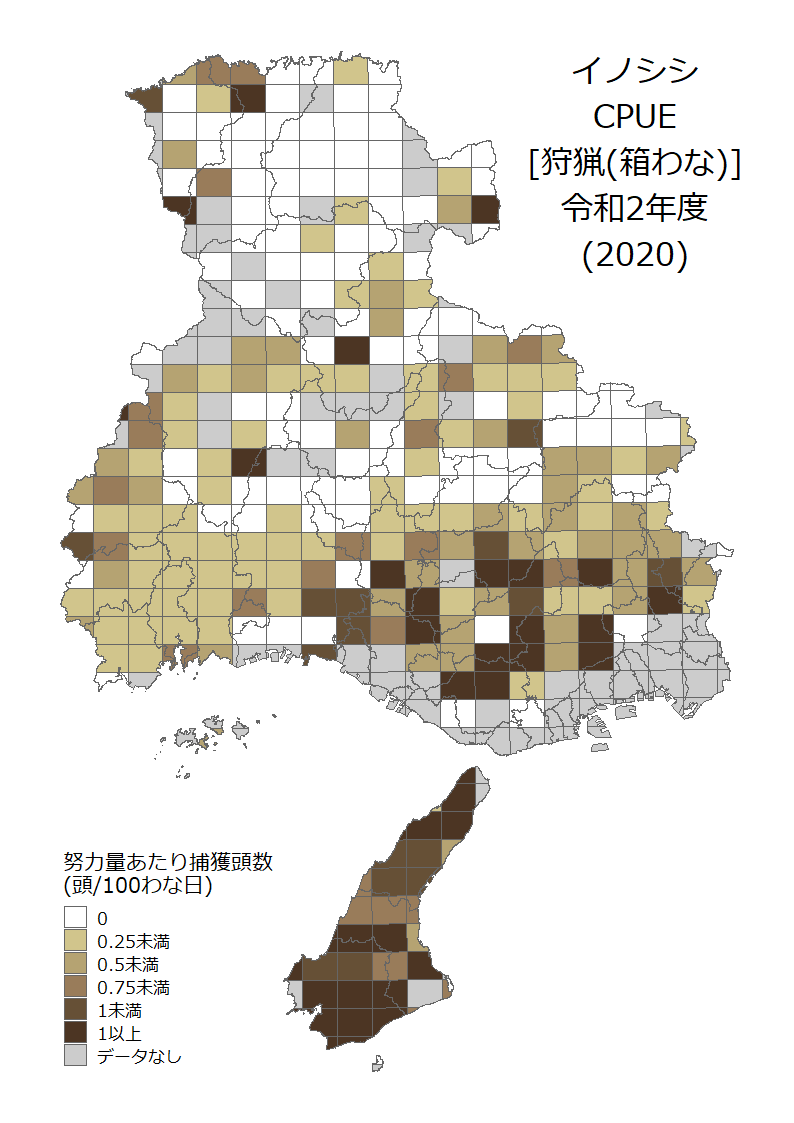 イノシシ
CPUE
[狩猟(箱わな)]
令和2年度
(2020)
努力量あたり捕獲頭数
(頭/100わな日)
0
0.25未満
0.5未満
0.75未満
1未満
1以上
データなし